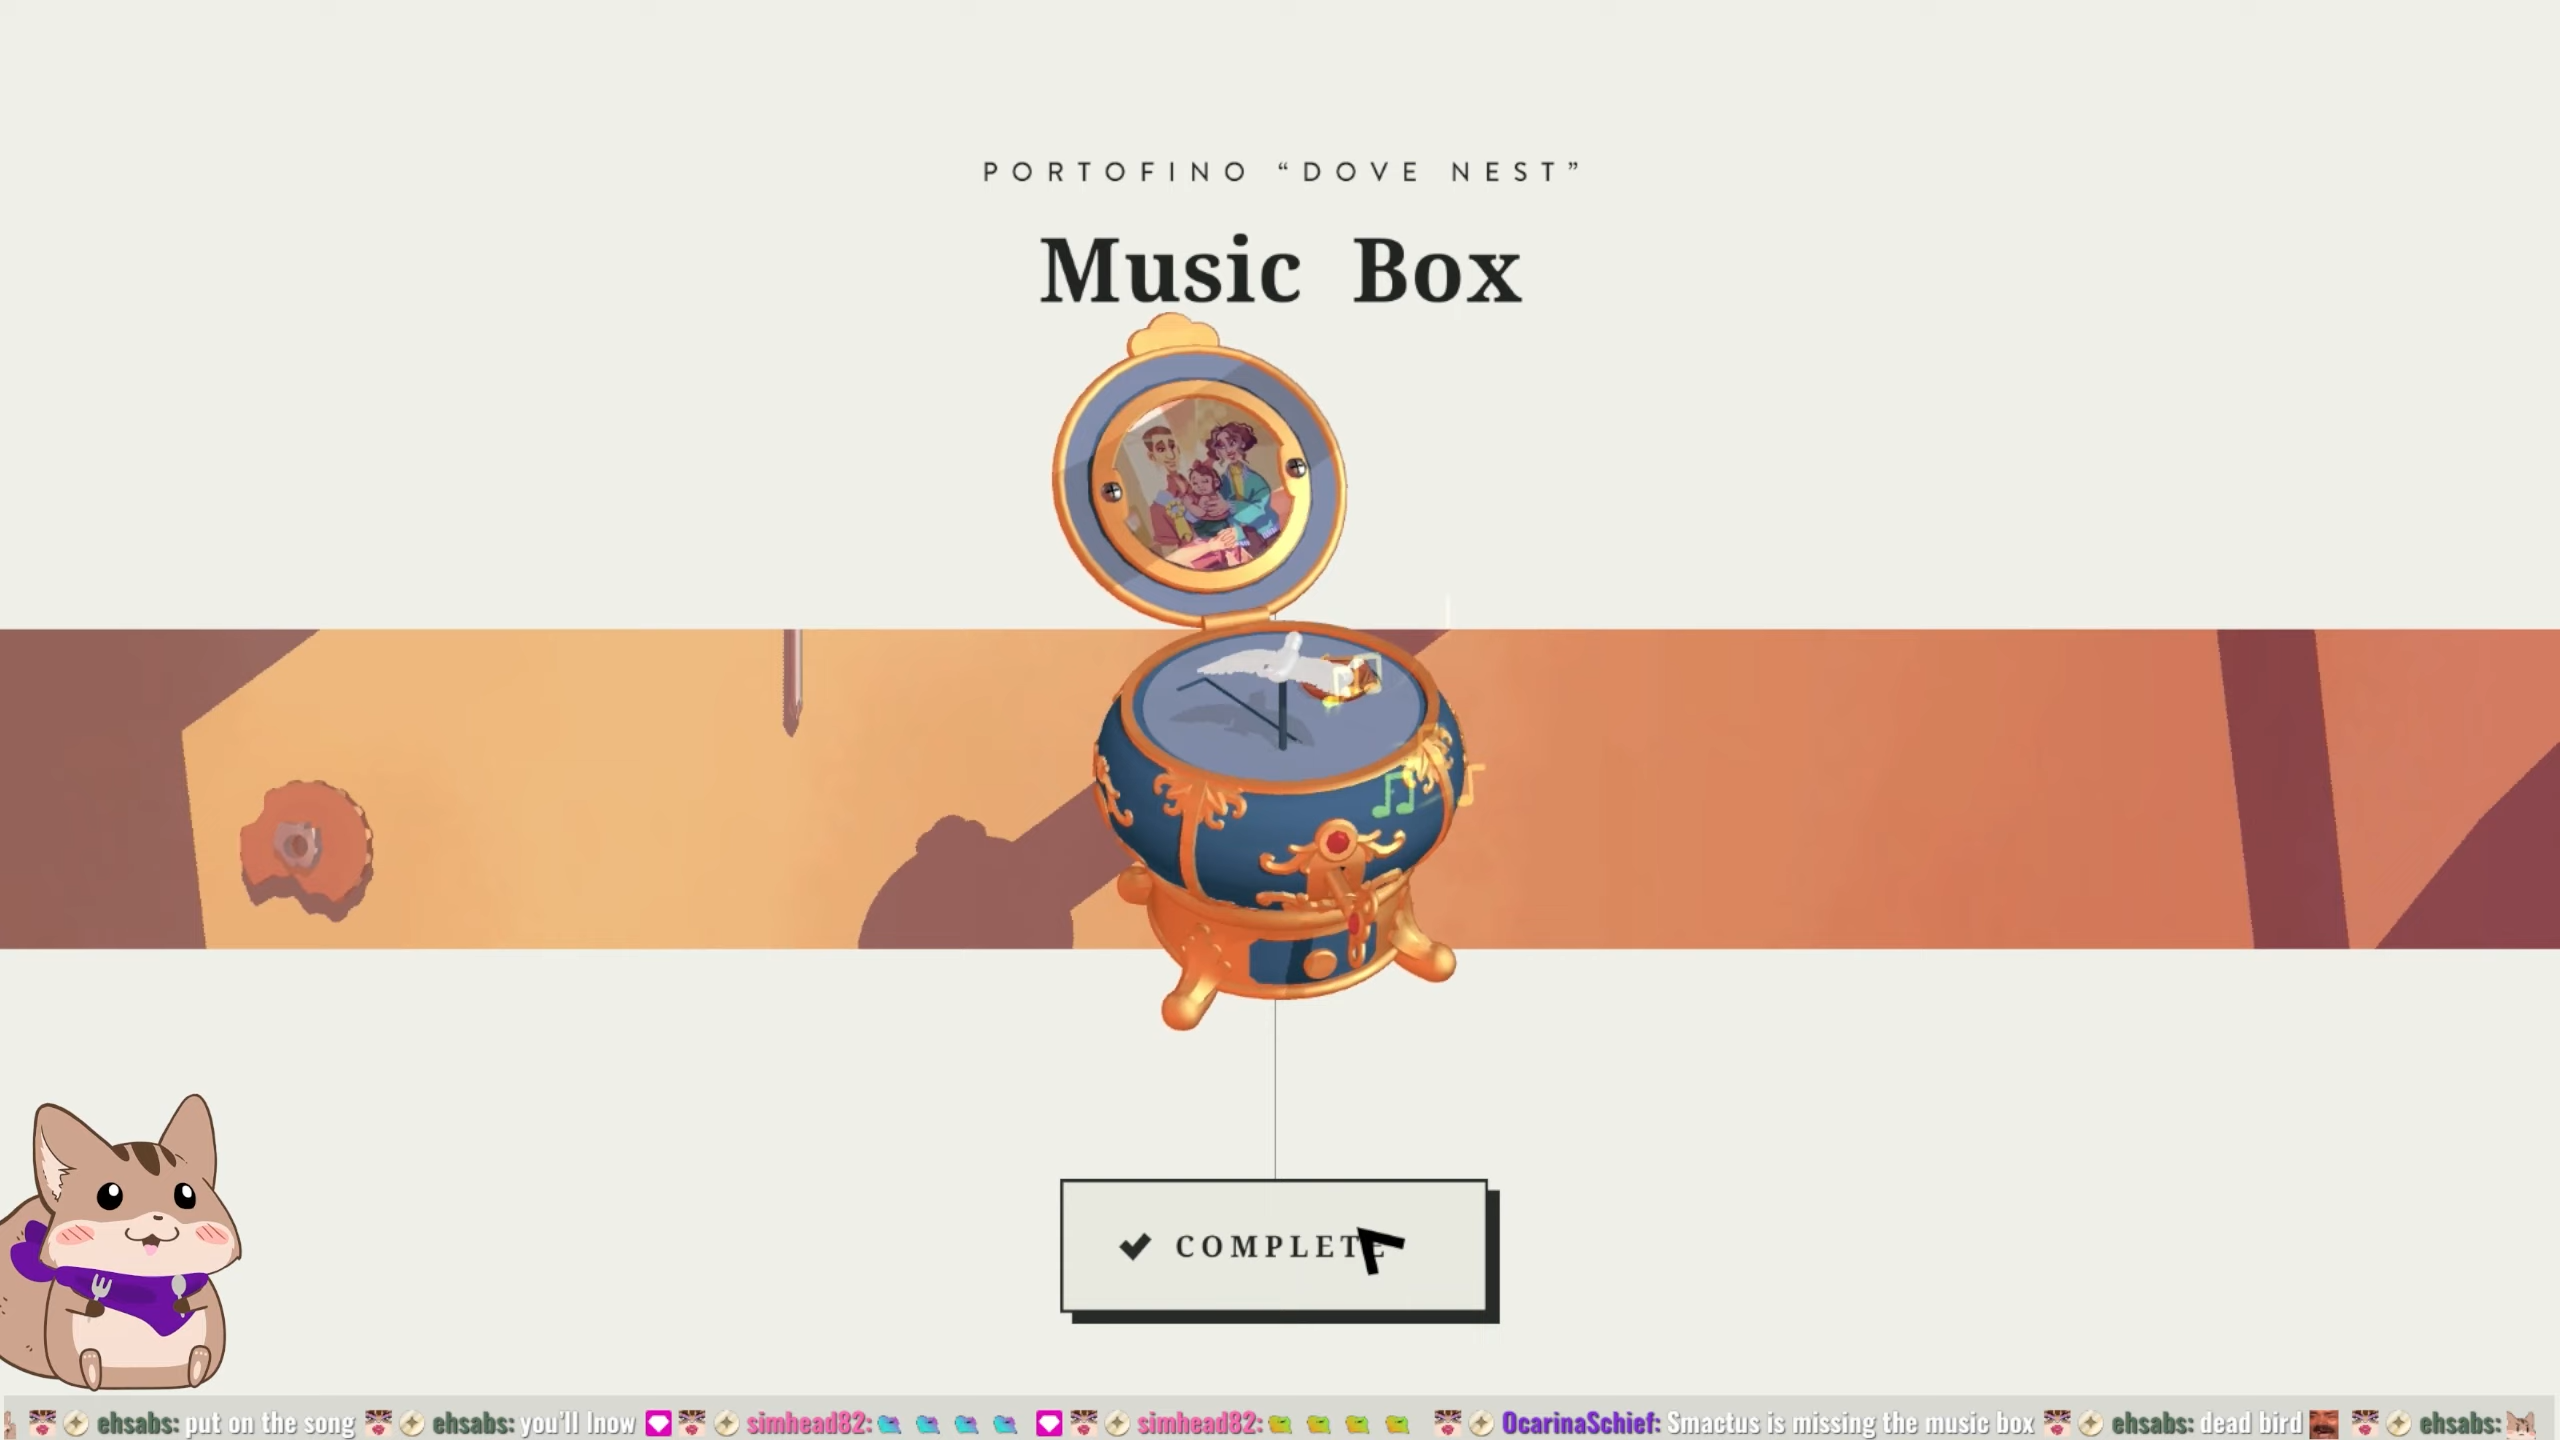 PORTOFINO “DOVE NEST”
Music Box
COMPLETE
ehsabs: put on the song ehsabs: you'll lnow simhead82: simhead82: OcarinaSchief: Smactus is missing the music box ehsabs: dead bird ehsabs: